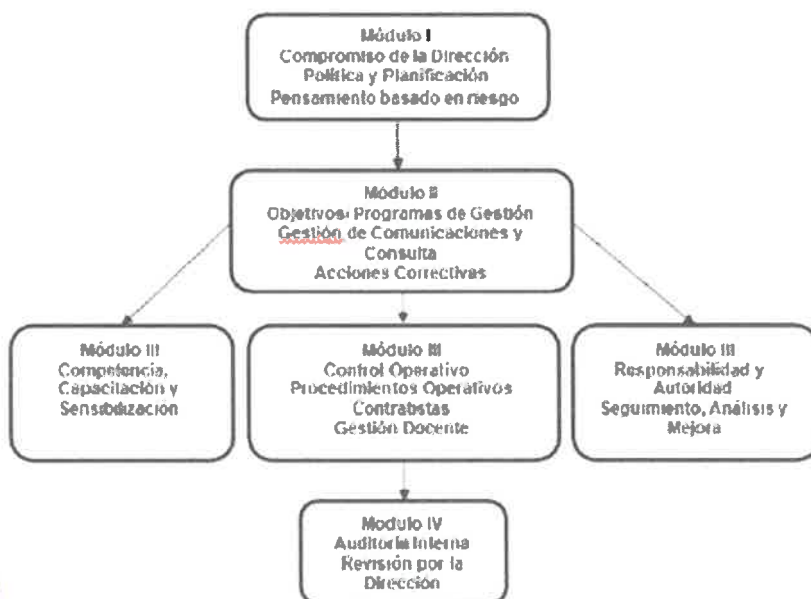 Módulo I
Compromiso de la Dirección
Política y Planificación
Pensamiento basado en riesgo
Módulo II
Objetivos- Programas de Gestión
Gestión de Comunicaciones y
Consulta
Acciones Correctivas
Módulo III
Competencia,
Capacitación y
Sensibilización
Módulo III
Control Operativo
Procedimientos Operativos
Contratistas
Gestión Docente
Módulo III
Responsabilidad y
Autoridad
Seguimiento, Análisis y
Mejora
Modulo IV
Auditoría Interna
Revisión por la
Dirección